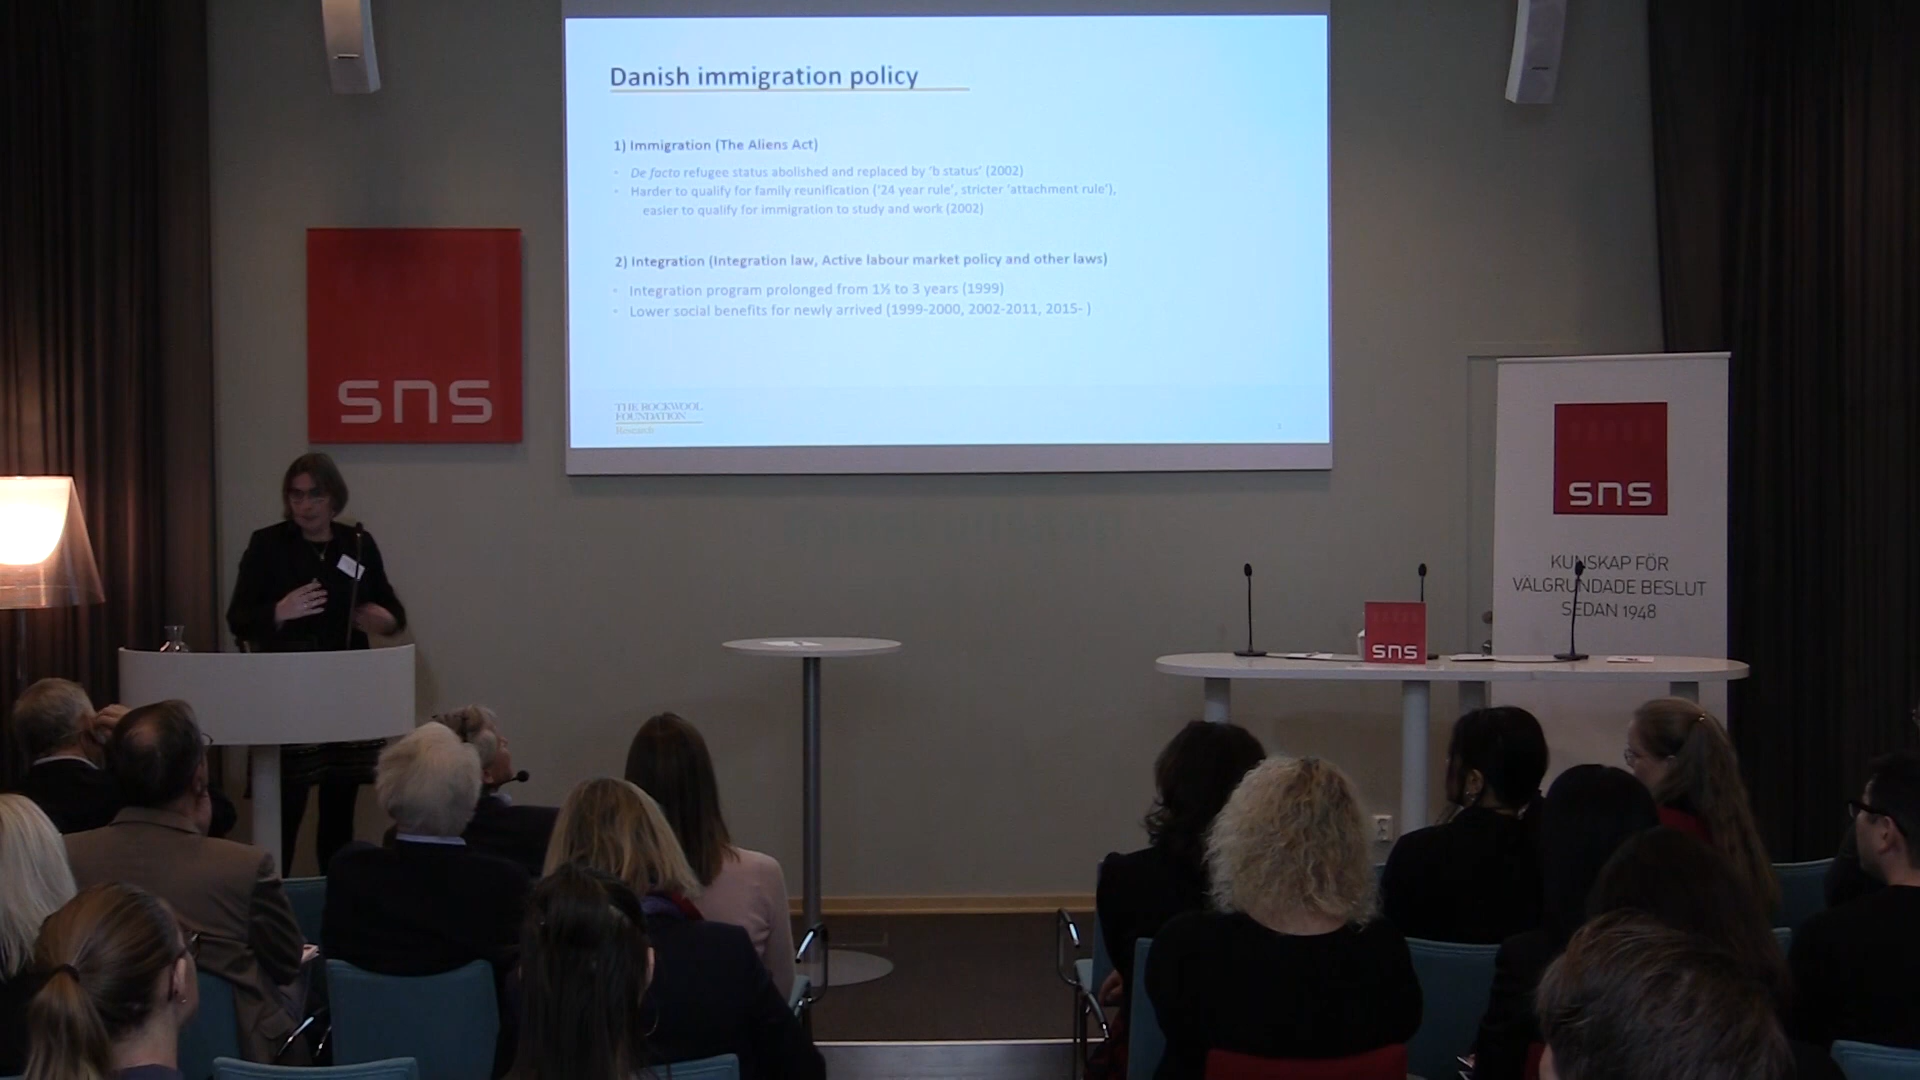 Danish immigration policy
1) Immigration (The Aliens Act)
- De facto refugee status abolished and replaced by 'b status' (2002)
- Harder to qualify for family reunification ('24 year rule', stricter 'attachment rule'),
easier to qualify for immigration to study and work (2002)
2) Integration (Integration law, Active labour market policy and other laws)
- Integration program prolonged from 1½ to 3 years (1999)
- Lower social benefits for newly arrived (1999-2000, 2002-2011, 2015- )
THE ROCKWOOL
FOUNDATION
Research
sns
sns
KUNSKAP FÖR
VÄLGRUNDADE BESLUT
SEDAN 1948
sns